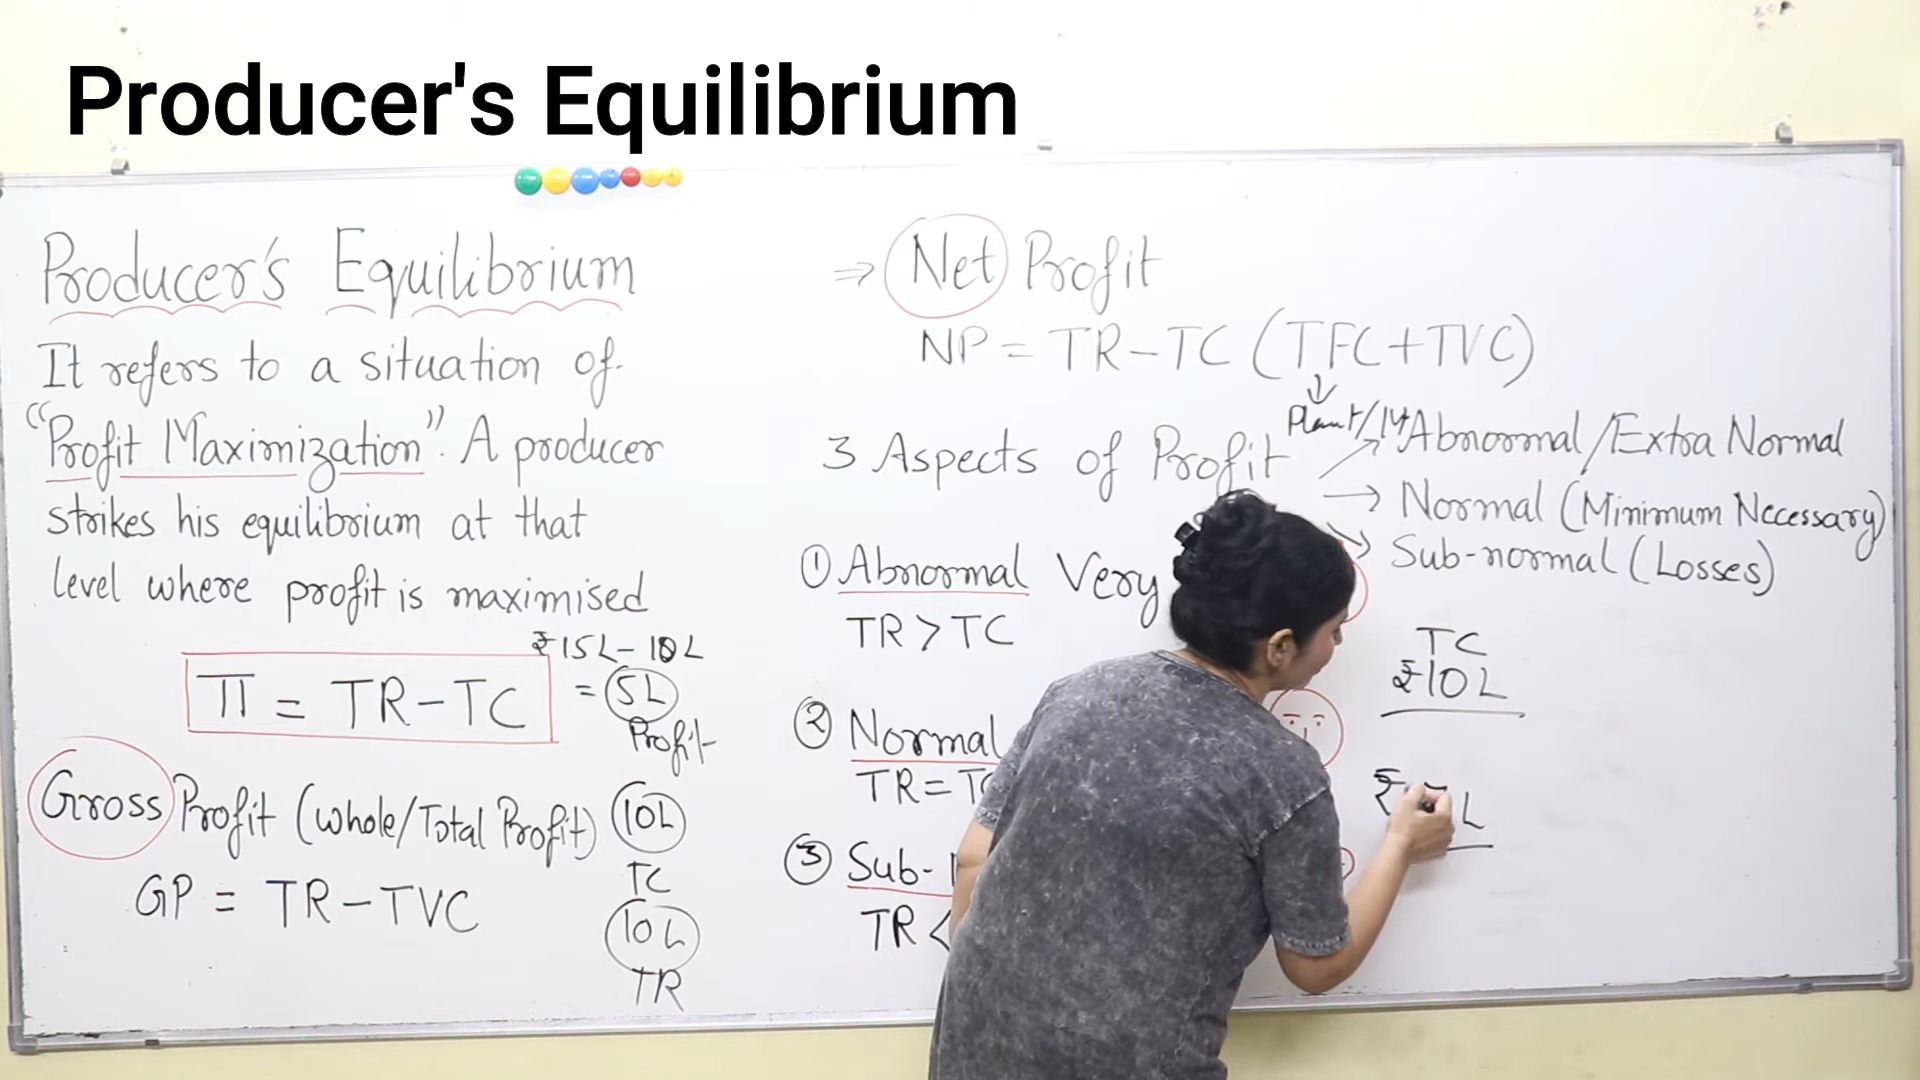 Producer's Equilibrium
Producer's Equilibrium
It refers to a situation of
"Profit Maximization". A producer
strikes his equilibrium at that
level where profit is maximised
₹15L-10L
π = TR-TC
= 5L
Profit
Gross Profit (Whole/Total Profit)
GP = TR-TVC
10L
TC
10L
TR
⇒ Net Profit
NP = TR-TC (TFC+TVC)
↓
3 Aspects of Profit
Abnormal/Extra Normal
→ Normal (Minimum Necessary)
Sub-normal (Losses)
① Abnormal Very
TR > TC
② Normal
TR =
③ Sub-
TR <
TC
₹10L
₹
L